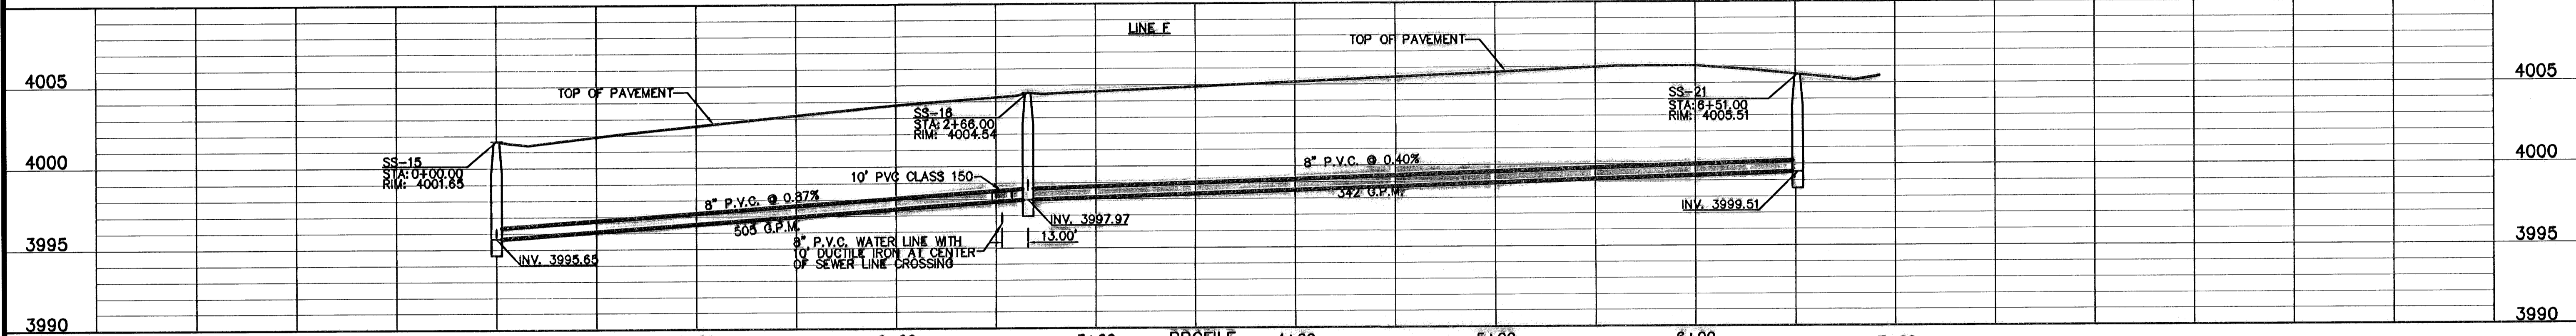 LINE F
TOP OF PAVEMENT
4005
4005
TOP OF PAVEMENT
SS-16
STA: 2+66.00
RIM: 4004.54
SS-21
STA: 6+51.00
RIM: 4005.51
4000
4000
SS-15
STA: 0+00.00
RIM: 4001.65
8" P.V.C. @ 0.40%
10' PVC CLASS 150
342 G.P.M.
8" P.V.C. @ 0.87%
505 G.P.M.
INV. 3997.97
INV. 3999.51
13.00'
3995
3995
8" P.V.C. WATER LINE WITH
10' DUCTILE IRON AT CENTER
OF SEWER LINE CROSSING
INV. 3995.65
3990
3990
PROFILE